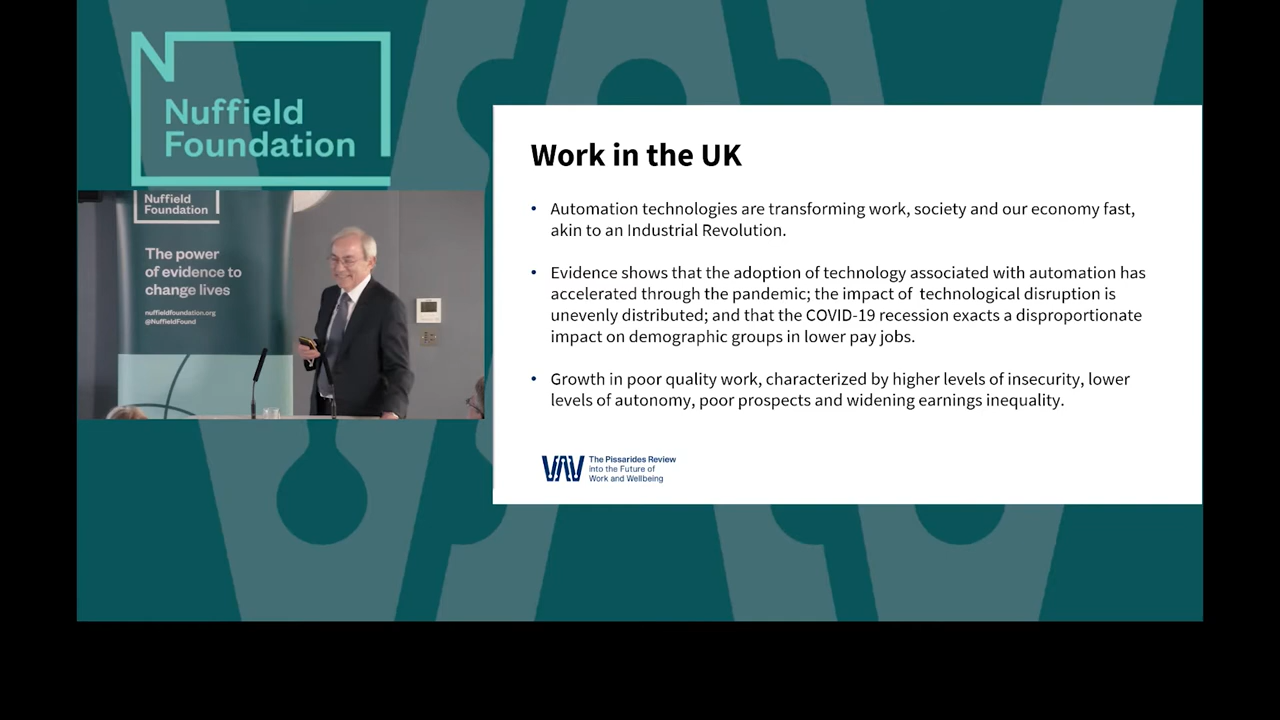 Nuffield
Foundation
Nuffield
Foundation
The power
of evidence to
change lives
nuffieldfoundation.org
@NuffieldFound
Work in the UK
• Automation technologies are transforming work, society and our economy fast,
akin to an Industrial Revolution.
• Evidence shows that the adoption of technology associated with automation has
accelerated through the pandemic; the impact of technological disruption is
unevenly distributed; and that the COVID-19 recession exacts a disproportionate
impact on demographic groups in lower pay jobs.
• Growth in poor quality work, characterized by higher levels of insecurity, lower
levels of autonomy, poor prospects and widening earnings inequality.
The Pissarides Review
into the Future of
Work and Wellbeing